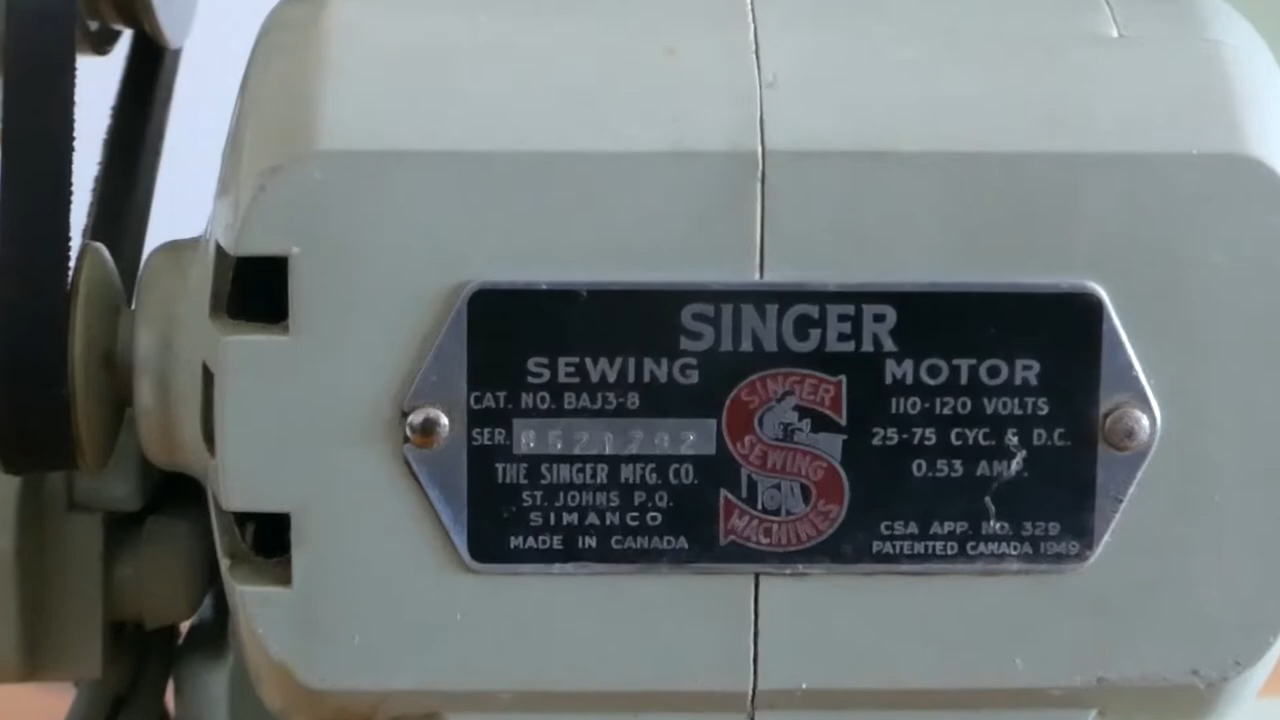 SINGER
SEWING MOTOR
CAT. NO. BAJ3-8
SER.
THE SINGER MFG. CO.
ST. JOHNS P.Q.
SIMANCO
MADE IN CANADA
SINGER
SEWING
MACHINES
110-120 VOLTS
25-75 CYC. & D.C.
0.53 AMP.
CSA APP. NO. 329
PATENTED CANADA 1949